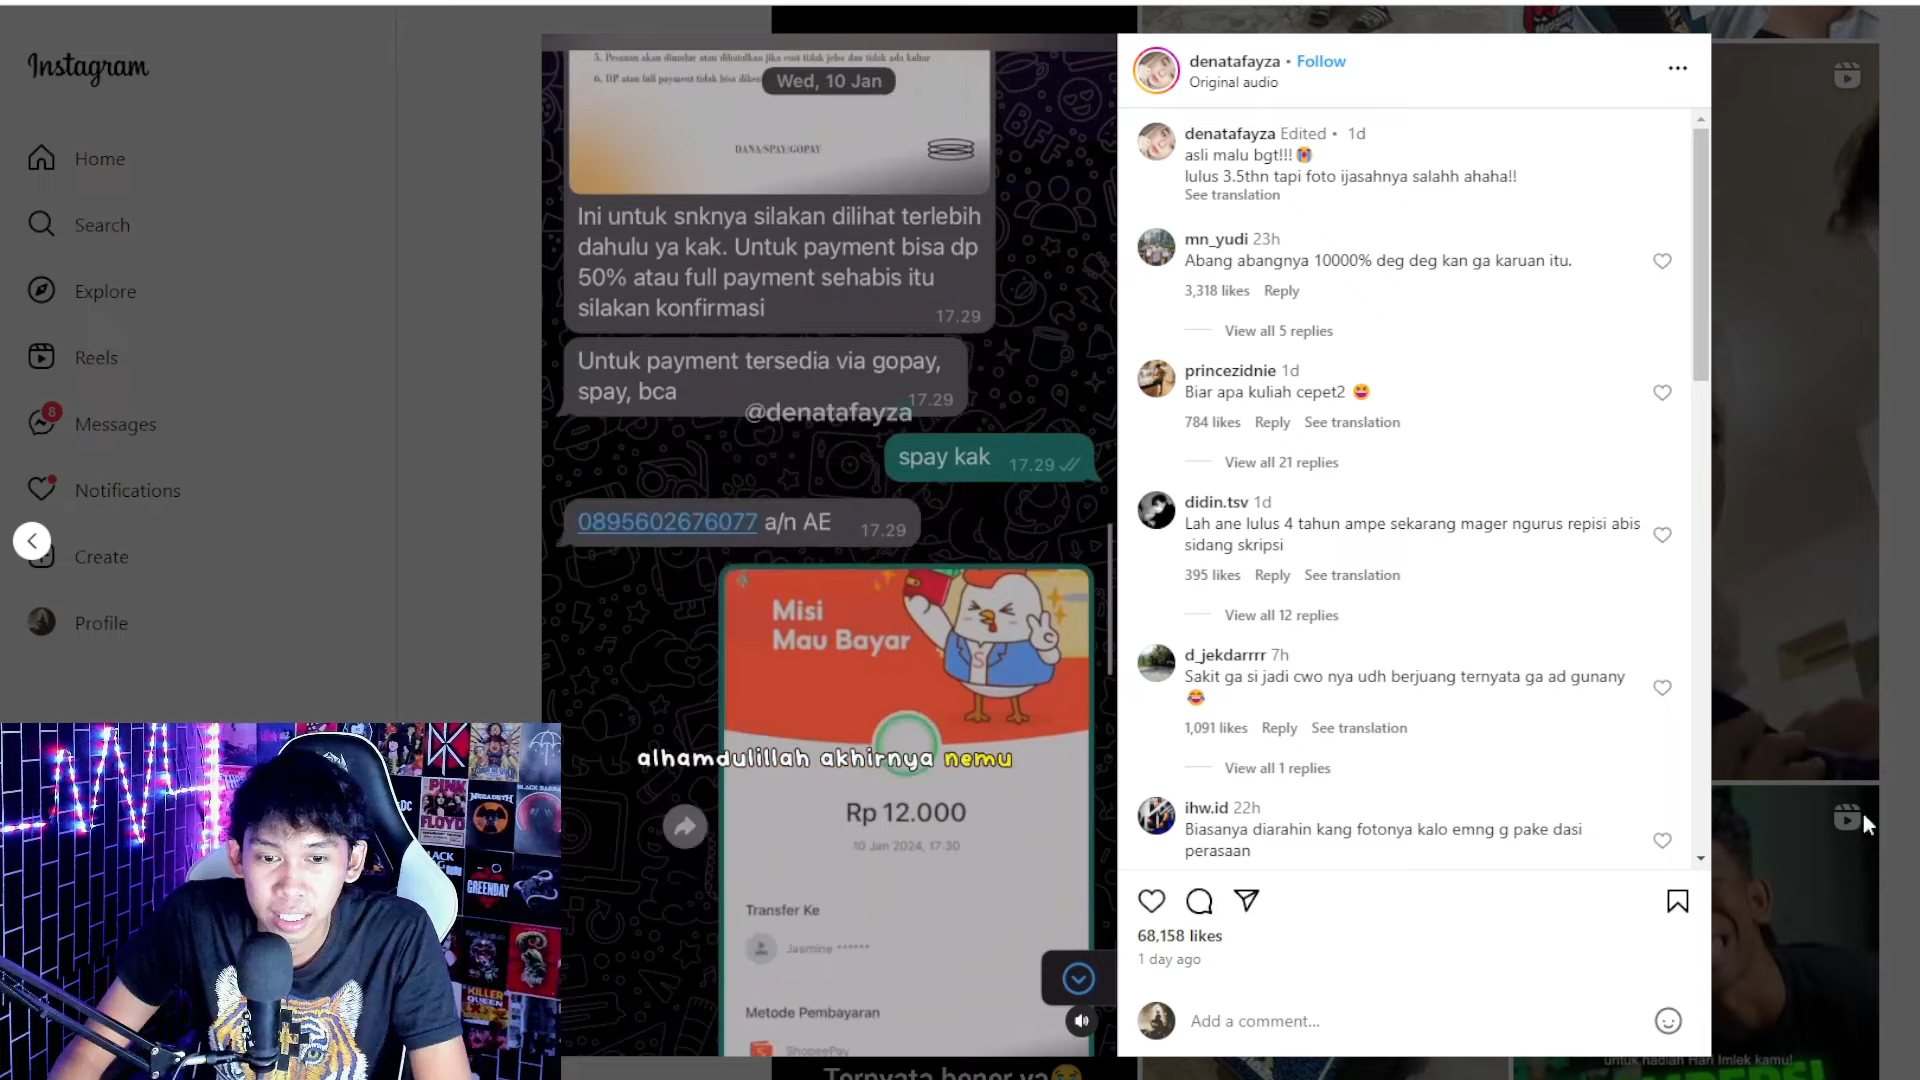 Instagram
Home
Search
Explore
Reels
8
Messages
Notifications
Create
Profile
5. Pesanan akan ditunda atau dibatalkan jika coat tidak jelas dan tidak ada kabar
6. DP atau full payment tidak bisa
Wed, 10 Jan
DANA/SPAY/GOPAY
Ini untuk snknya silakan dilihat terlebih
dahulu ya kak. Untuk payment bisa dp
50% atau full payment sehabis itu
silakan konfirmasi
17.29
Untuk payment tersedia via gopay,
spay, bca
17.29
@denatafayza
spay kak
17.29
0895602676077 a/n AE
17.29
Misi
Mau Bayar
alhamdulillah akhirnya nemu
Rp 12.000
10 Jan 2024, 17:30
Transfer Ke
Jasmine ******
Metode Pembayaran
ShopeePay
Ternyata bener ya
denatafayza • Follow
Original audio
•••
denatafayza Edited • 1d
asli malu bgt!!!😭
lulus 3.5thn tapi foto ijasahnya salahh ahaha!!
See translation
mn_yudi 23h
Abang abangnya 10000% deg deg kan ga karuan itu.
3,318 likes Reply
View all 5 replies
princezidnie 1d
Biar apa kuliah cepet2 😆
784 likes Reply See translation
View all 21 replies
didin.tsv 1d
Lah ane lulus 4 tahun ampe sekarang mager ngurus repisi abis
sidang skripsi
395 likes Reply See translation
View all 12 replies
d_jekdarrrr 7h
Sakit ga si jadi cwo nya udh berjuang ternyata ga ad gunany
😂
1,091 likes Reply See translation
View all 1 replies
ihw.id 22h
Biasanya diarahin kang fotonya kalo emng g pake dasi
perasaan
68,158 likes
1 day ago
Add a comment...
untuk hadiah Hari Imlek kamu!
PINK
FLOYD
MEGADETH
GREENDAY
KILLER
QUEEN